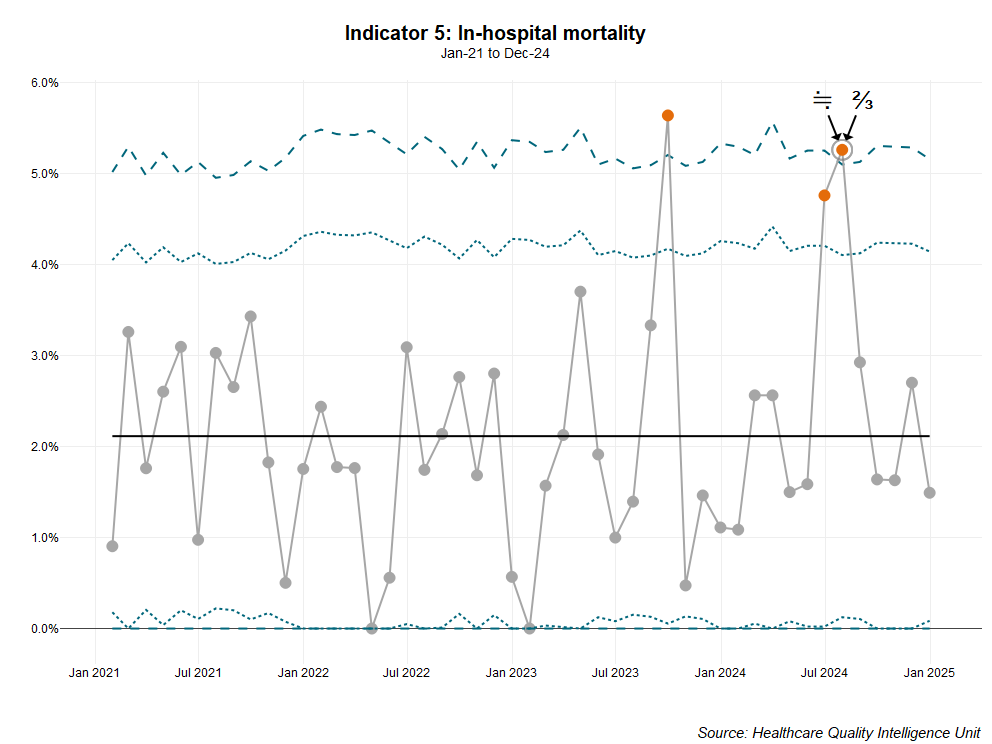 Indicator 5: In-hospital mortality
Jan-21 to Dec-24
6.0%
≒ ⅔
5.0%
4.0%
3.0%
2.0%
1.0%
0.0%
Jan 2021 Jul 2021 Jan 2022 Jul 2022 Jan 2023 Jul 2023 Jan 2024 Jul 2024 Jan 2025
Source: Healthcare Quality Intelligence Unit